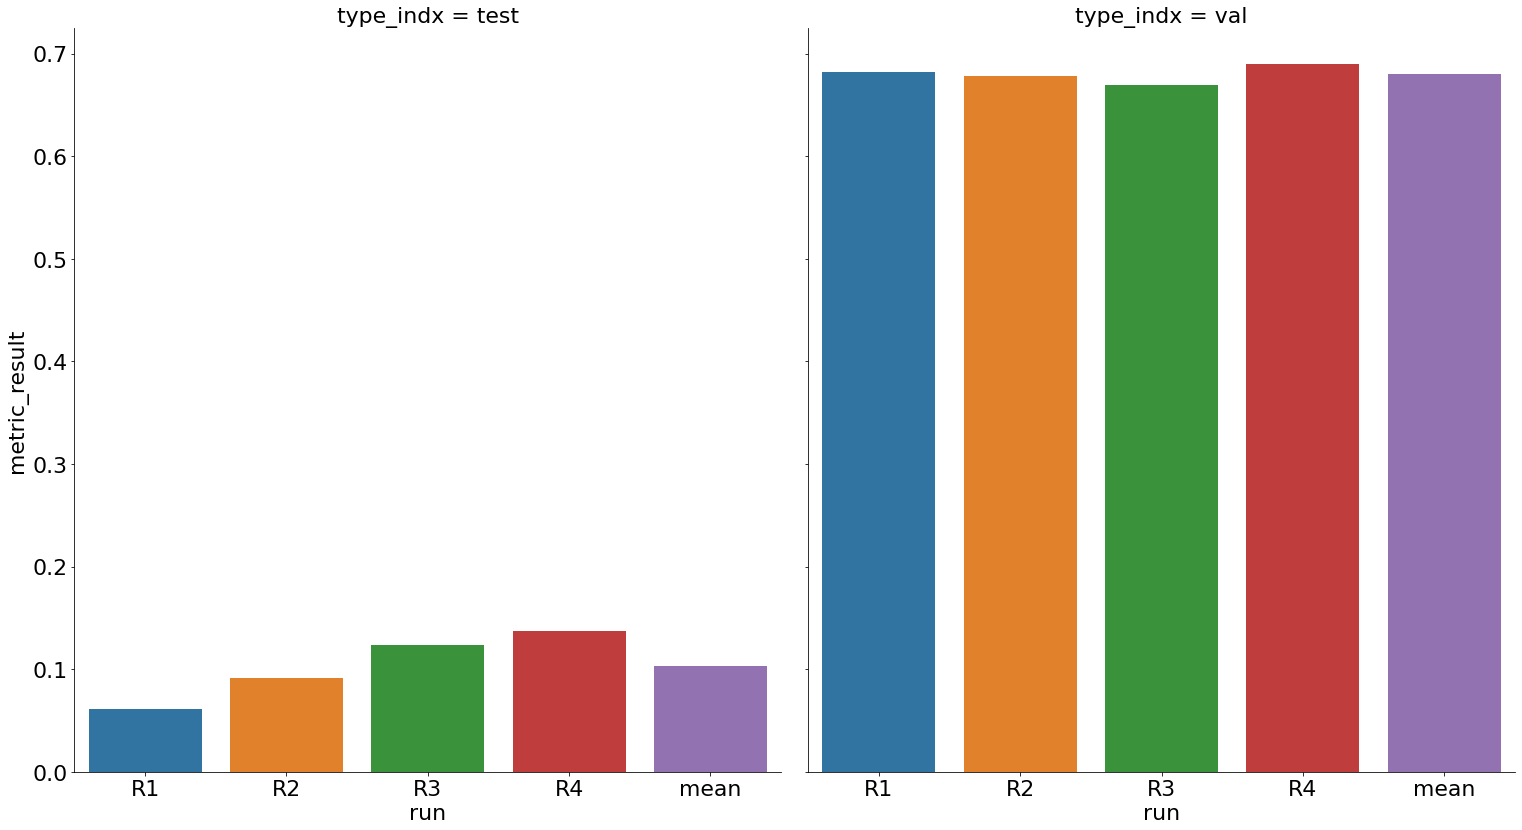 type_indx = test
type_indx = val
metric_result
0.7
0.6
0.5
0.4
0.3
0.2
0.1
0.0
R1 R2 R3 R4 mean
run
R1 R2 R3 R4 mean
run